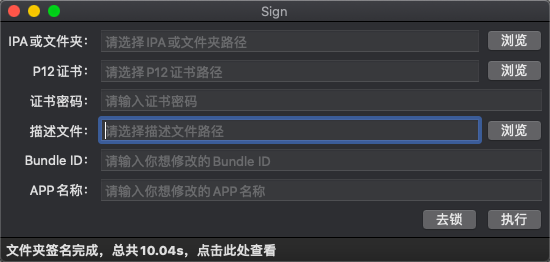 Sign
IPA或文件夹： 请选择IPA或文件夹路径 浏览
P12证书： 请选择P12证书路径 浏览
证书密码： 请输入证书密码
描述文件： 请选择描述文件路径 浏览
Bundle ID： 请输入你想修改的Bundle ID
APP名称： 请输入你想修改的APP名称
去锁 执行
文件夹签名完成，总共10.04s，点击此处查看